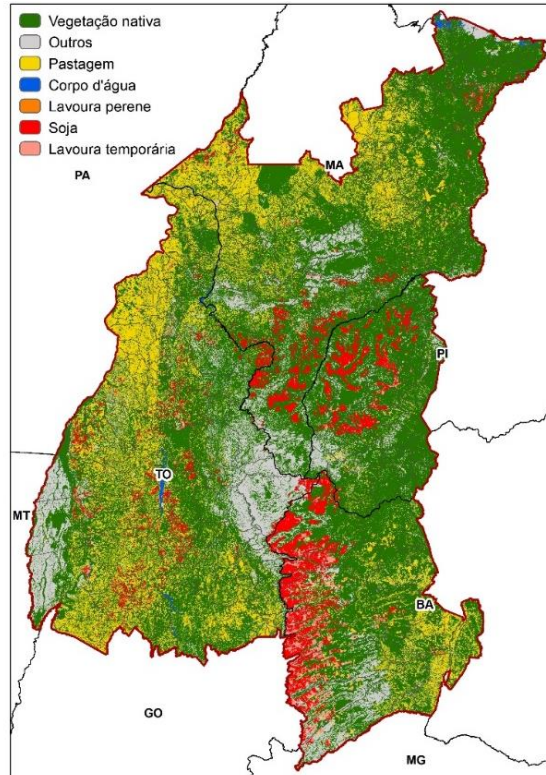 Vegetação nativa
Outros
Pastagem
Corpo d'água
Lavoura perene
Soja
Lavoura temporária
PA
MA
PI
TO
MT
BA
GO
MG